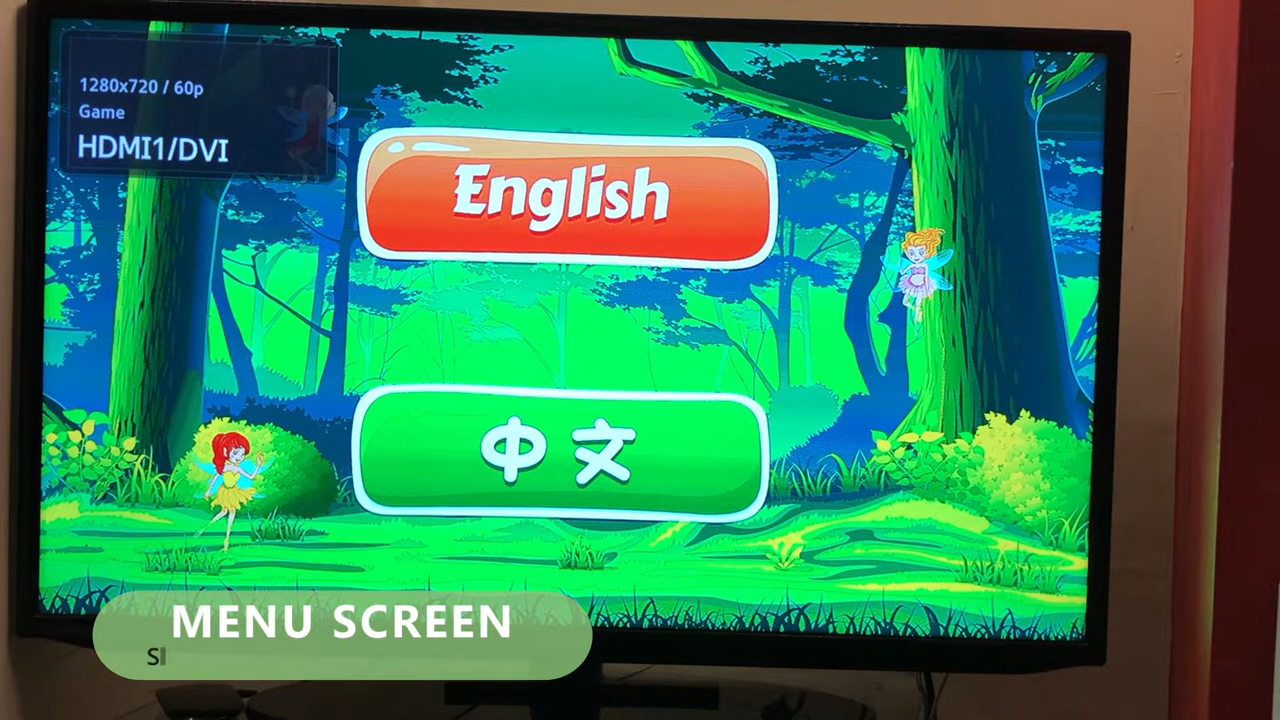 1280x720 / 60p
Game
HDMI1/DVI
English
中文
MENU SCREEN